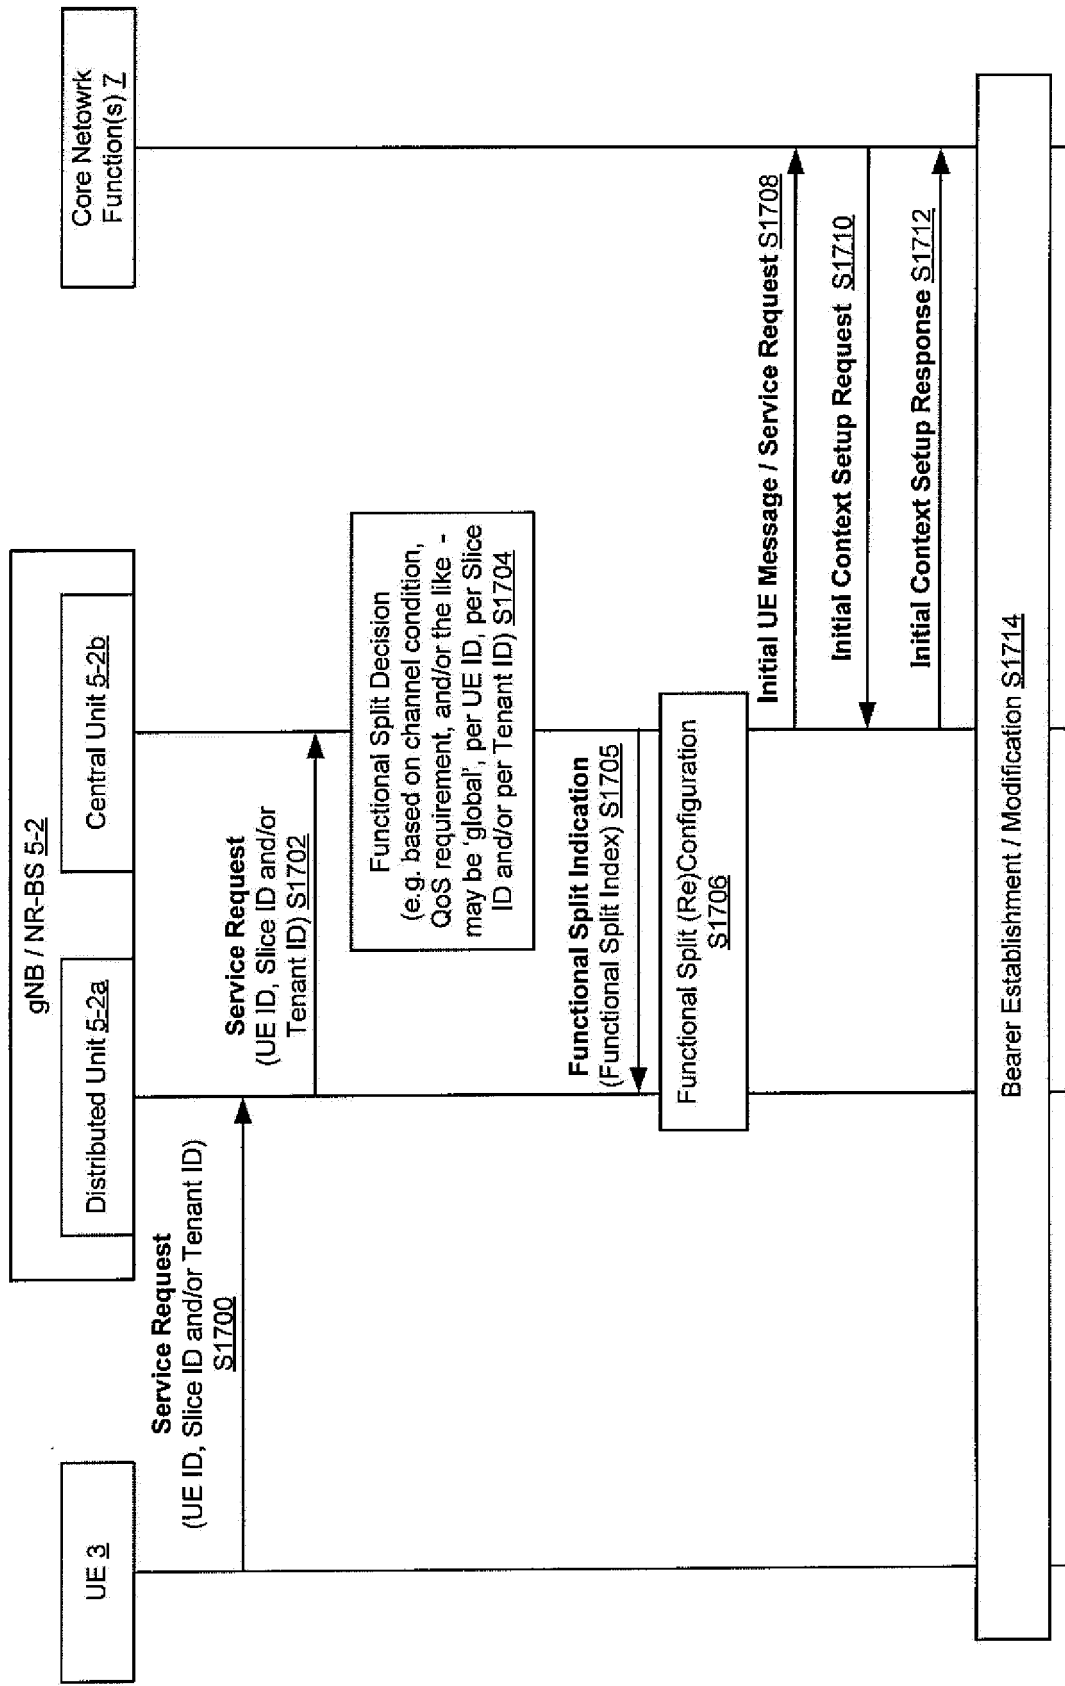 gNB / NR-BS 5-2
UE 3
Distributed Unit 5-2a
Central Unit 5-2b
Core Netowrk
Function(s) 7
Service Request
(UE ID, Slice ID and/or Tenant ID)
S1700
Service Request
(UE ID, Slice ID and/or
Tenant ID) S1702
Functional Split Decision
(e.g. based on channel condition,
QoS requirement, and/or the like -
may be 'global', per UE ID, per Slice
ID and/or per Tenant ID) S1704
Functional Split Indication
(Functional Split Index) S1705
Functional Split (Re)Configuration
S1706
Initial UE Message / Service Request S1708
Initial Context Setup Request S1710
Initial Context Setup Response S1712
Bearer Establishment / Modification S1714